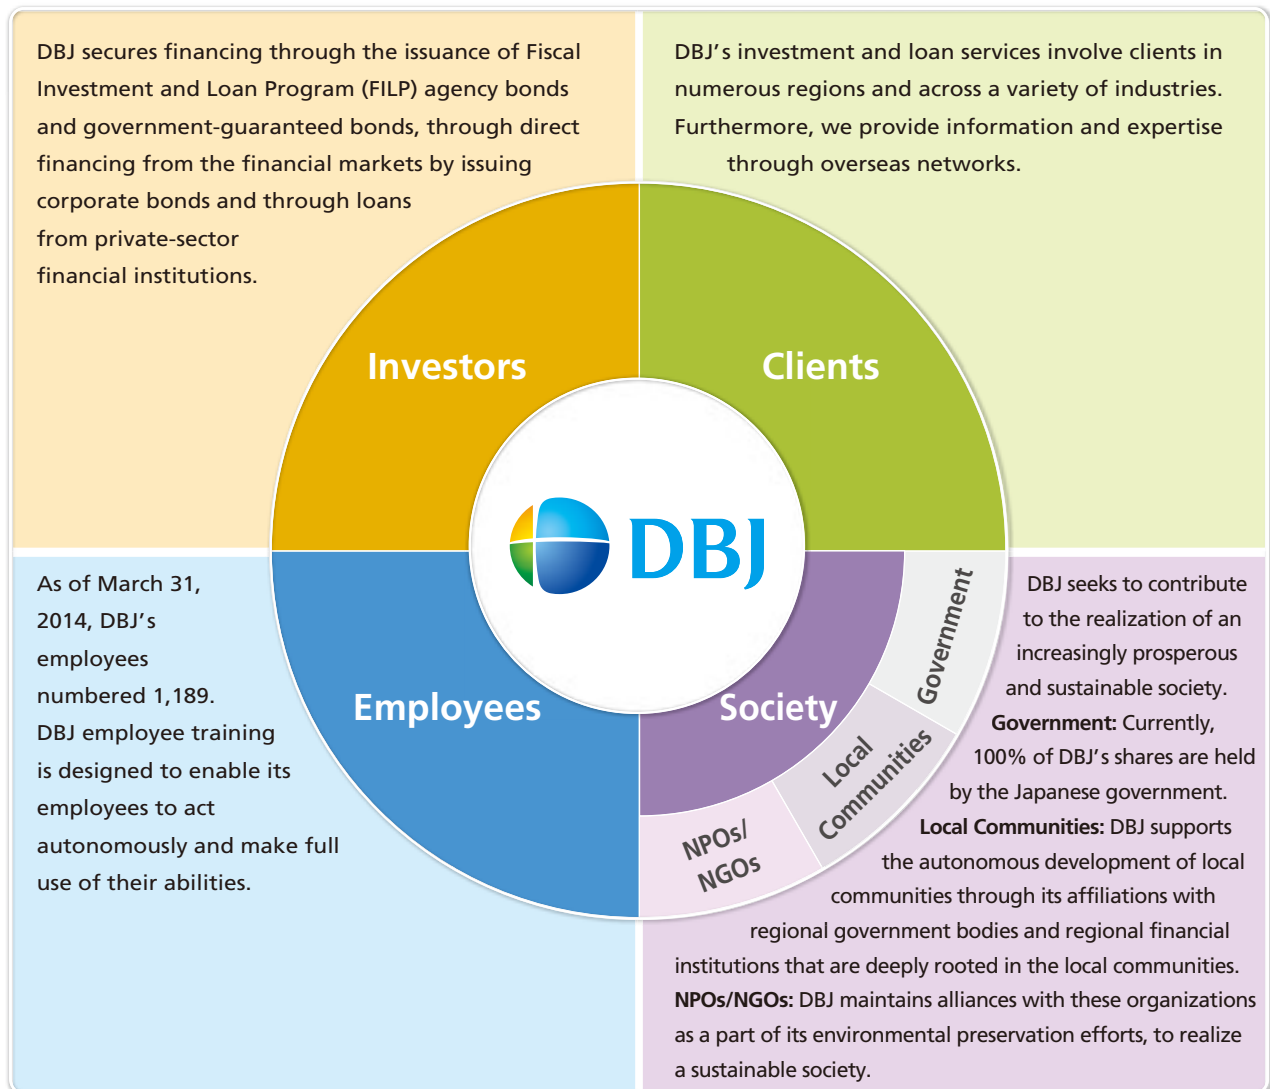 DBJ secures financing through the issuance of Fiscal
Investment and Loan Program (FILP) agency bonds
and government-guaranteed bonds, through direct
financing from the financial markets by issuing
corporate bonds and through loans
from private-sector
financial institutions.
DBJ's investment and loan services involve clients in
numerous regions and across a variety of industries.
Furthermore, we provide information and expertise
through overseas networks.
Investors
Clients
DBJ
Employees
Society
Government
Local
Communities
NPOs/
NGOs
As of March 31,
2014, DBJ's
employees
numbered 1,189.
DBJ employee training
is designed to enable its
employees to act
autonomously and make full
use of their abilities.
DBJ seeks to contribute
to the realization of an
increasingly prosperous
and sustainable society.
Government: Currently,
100% of DBJ's shares are held
by the Japanese government.
Local Communities: DBJ supports
the autonomous development of local
communities through its affiliations with
regional government bodies and regional financial
institutions that are deeply rooted in the local communities.
NPOs/NGOs: DBJ maintains alliances with these organizations
as a part of its environmental preservation efforts, to realize
a sustainable society.